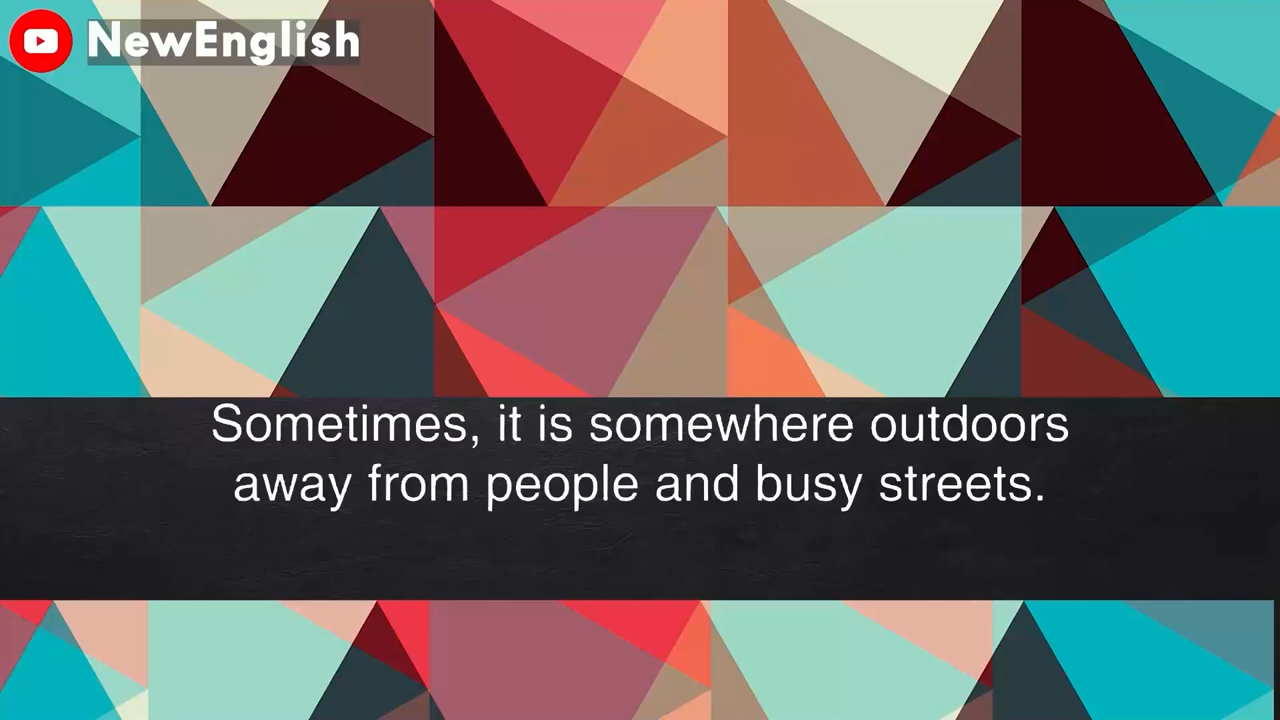 NewEnglish
Sometimes, it is somewhere outdoors
away from people and busy streets.